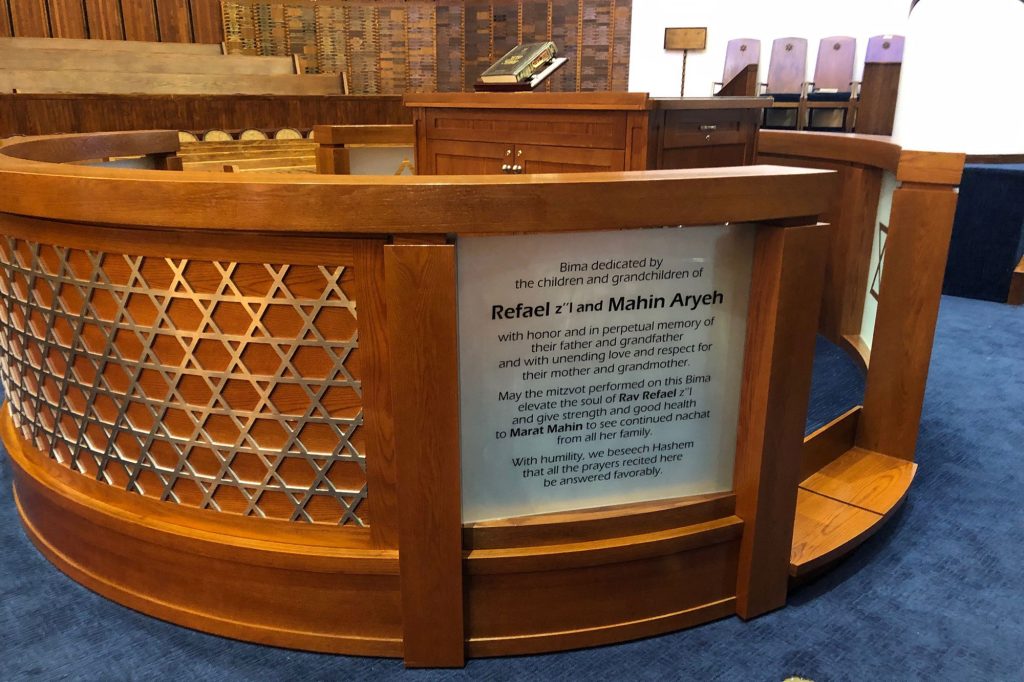 Bima dedicated by
the children and grandchildren of
Refael z"l and Mahin Aryeh
with honor and in perpetual memory of
their father and grandfather
and with unending love and respect for
their mother and grandmother.
May the mitzvot performed on this Bima
elevate the soul of Rav Refael z"l
and give strength and good health
to Marat Mahin to see continued nachat
from all her family.
With humility, we beseech Hashem
that all the prayers recited here
be answered favorably.